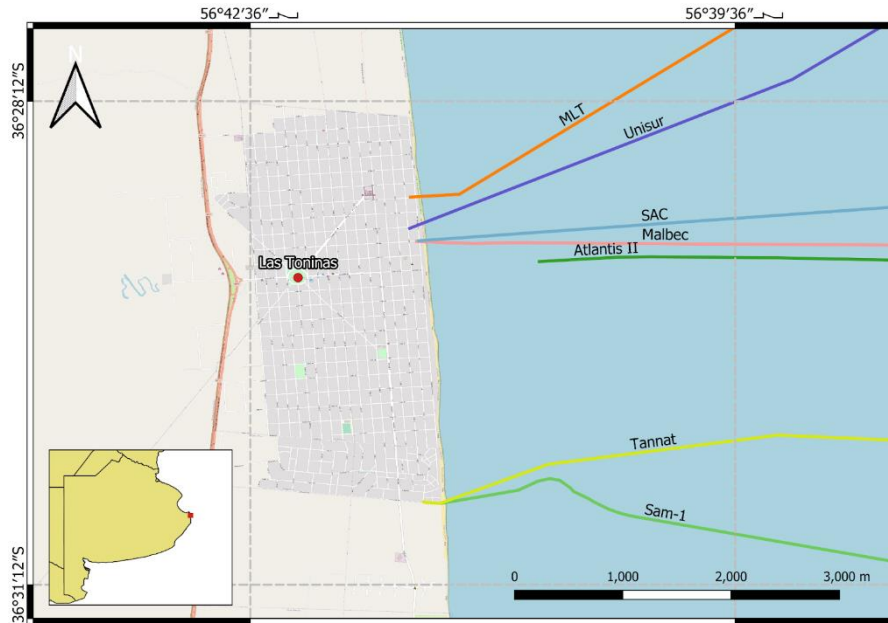 56°42'36"
56°39'36"
36°28'12"S
N
MLT
Unisur
SAC
Malbec
Atlantis II
Las Toninas
Tannat
Sam-1
36°31'12"S
0 1,000 2,000 3,000 m